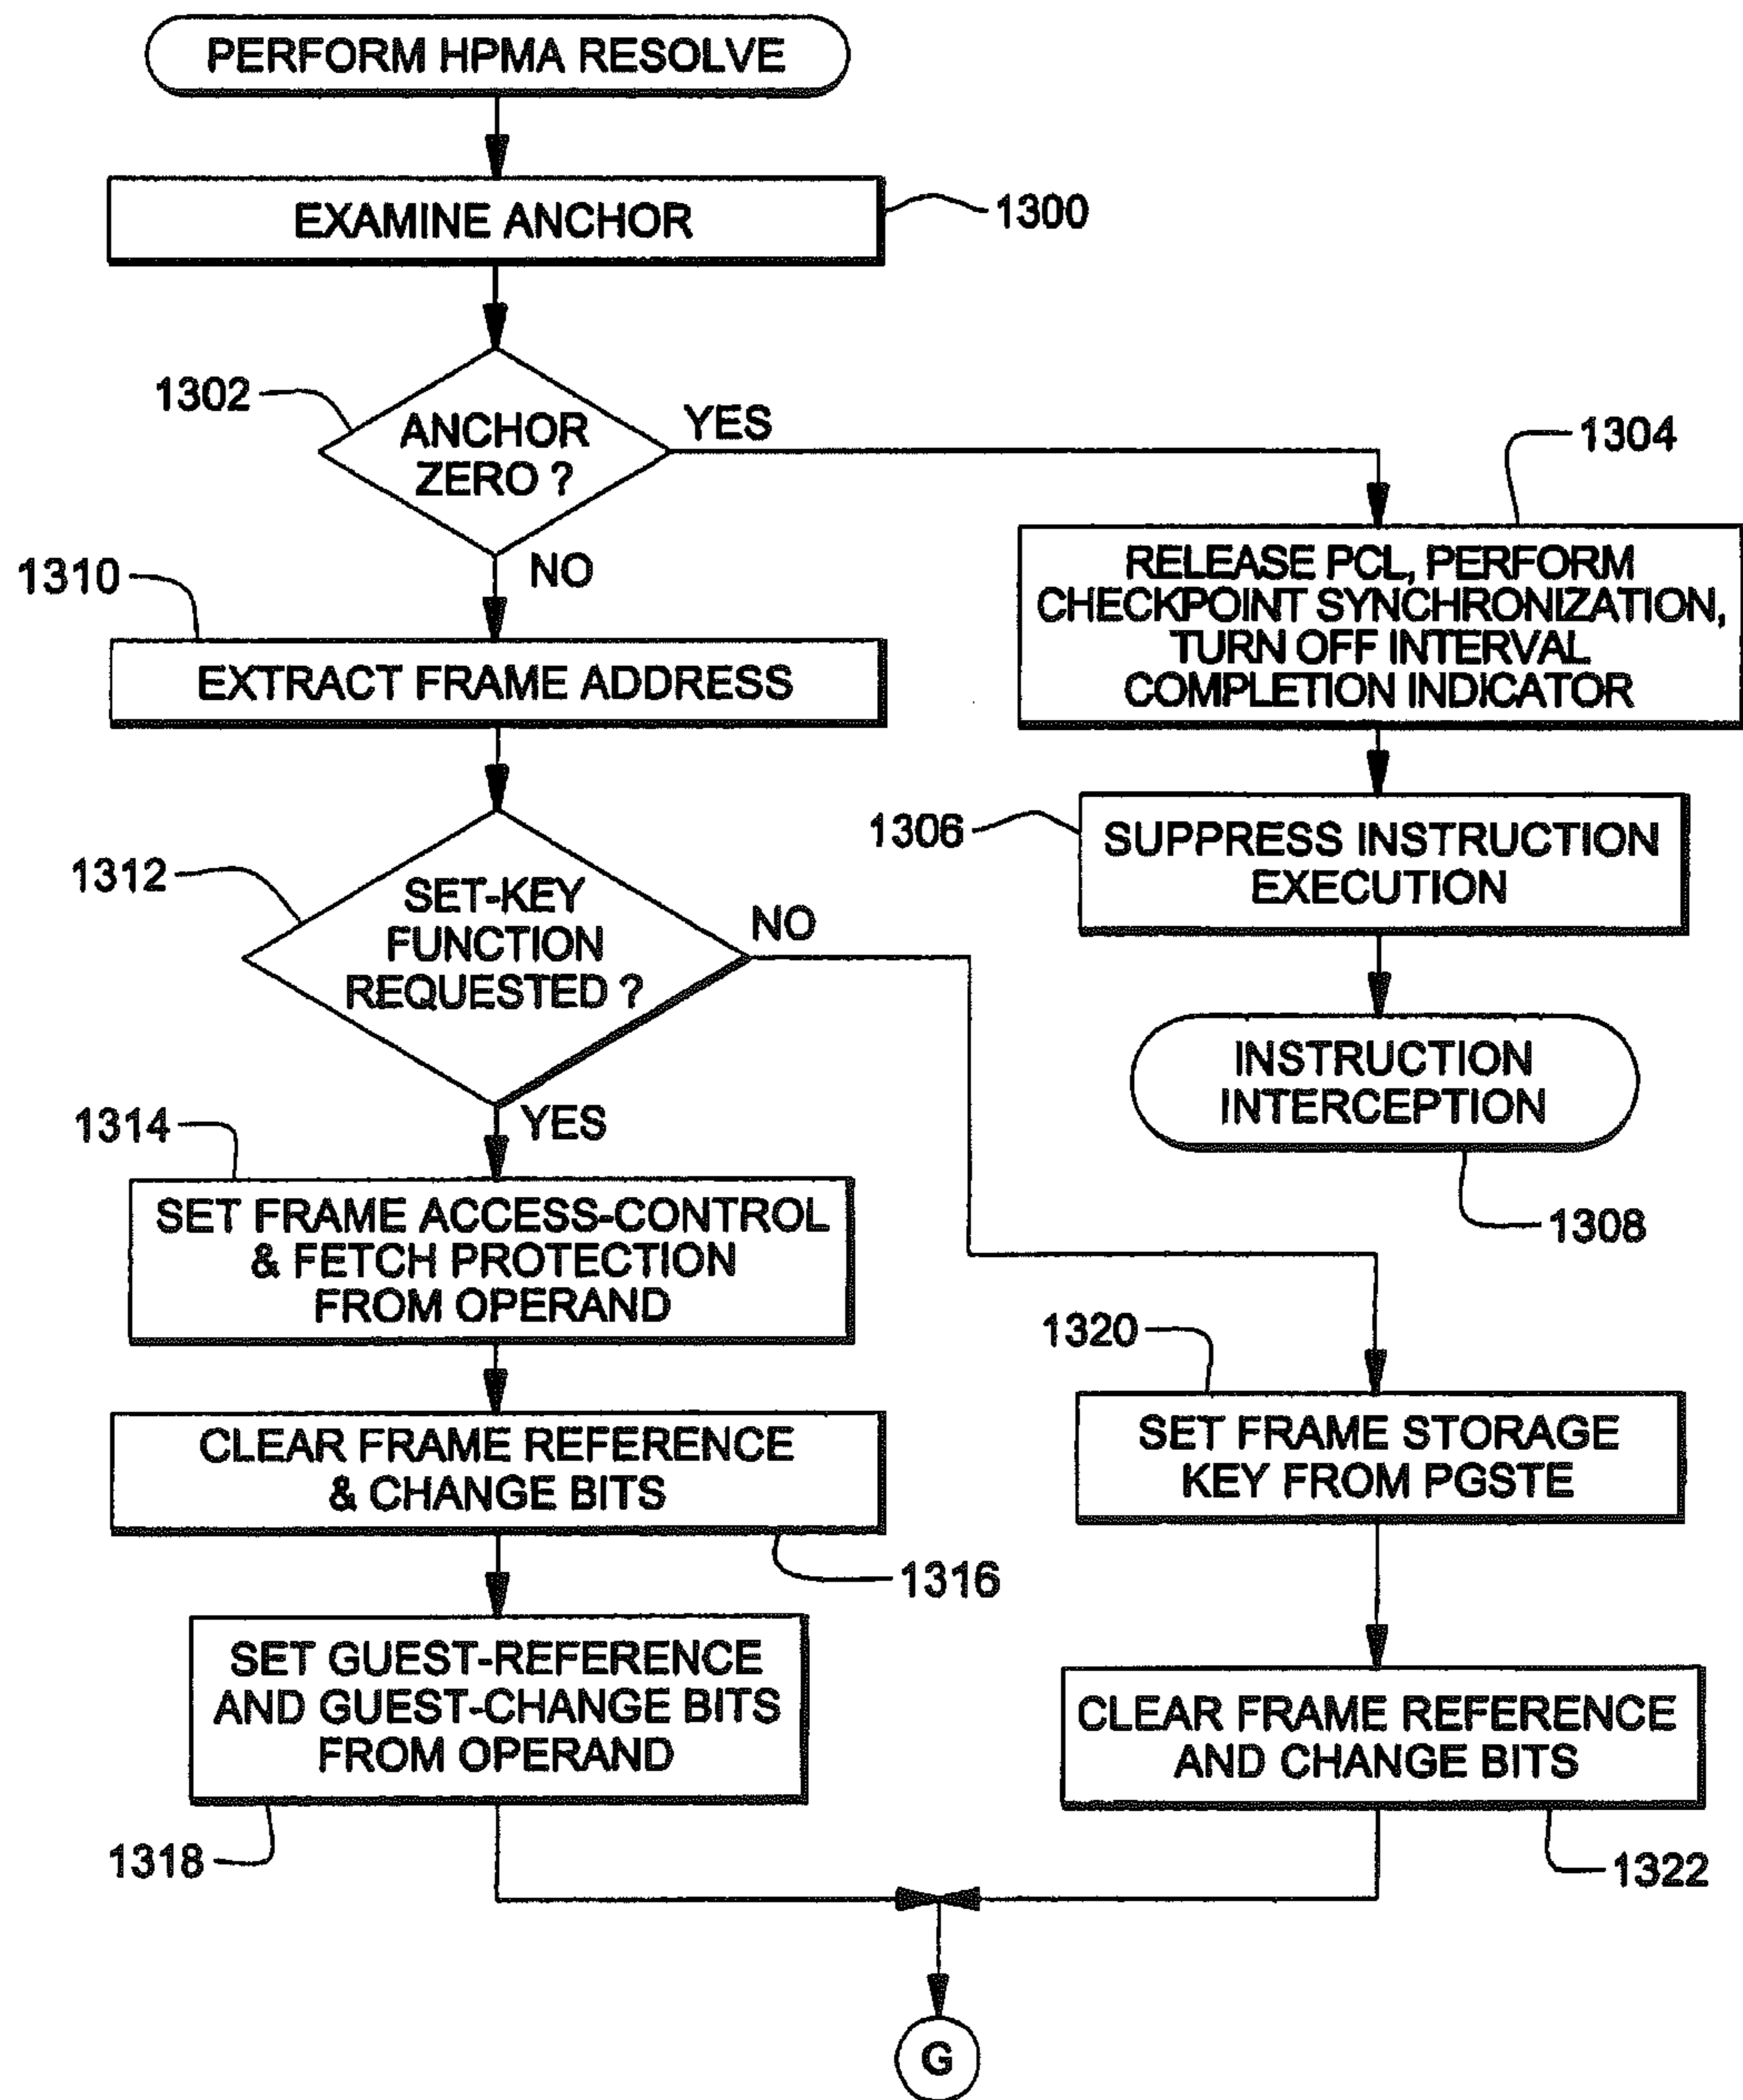 PERFORM HPMA RESOLVE
EXAMINE ANCHOR
1300
1302
ANCHOR
ZERO ?
YES
NO
1304
RELEASE PCL, PERFORM
CHECKPOINT SYNCHRONIZATION,
TURN OFF INTERVAL
COMPLETION INDICATOR
1306
SUPPRESS INSTRUCTION
EXECUTION
INSTRUCTION
INTERCEPTION
1308
1310
EXTRACT FRAME ADDRESS
1312
SET-KEY
FUNCTION
REQUESTED ?
NO
YES
1314
SET FRAME ACCESS-CONTROL
& FETCH PROTECTION
FROM OPERAND
CLEAR FRAME REFERENCE
& CHANGE BITS
1316
SET GUEST-REFERENCE
AND GUEST-CHANGE BITS
FROM OPERAND
1318
1320
SET FRAME STORAGE
KEY FROM PGSTE
CLEAR FRAME REFERENCE
AND CHANGE BITS
1322
G